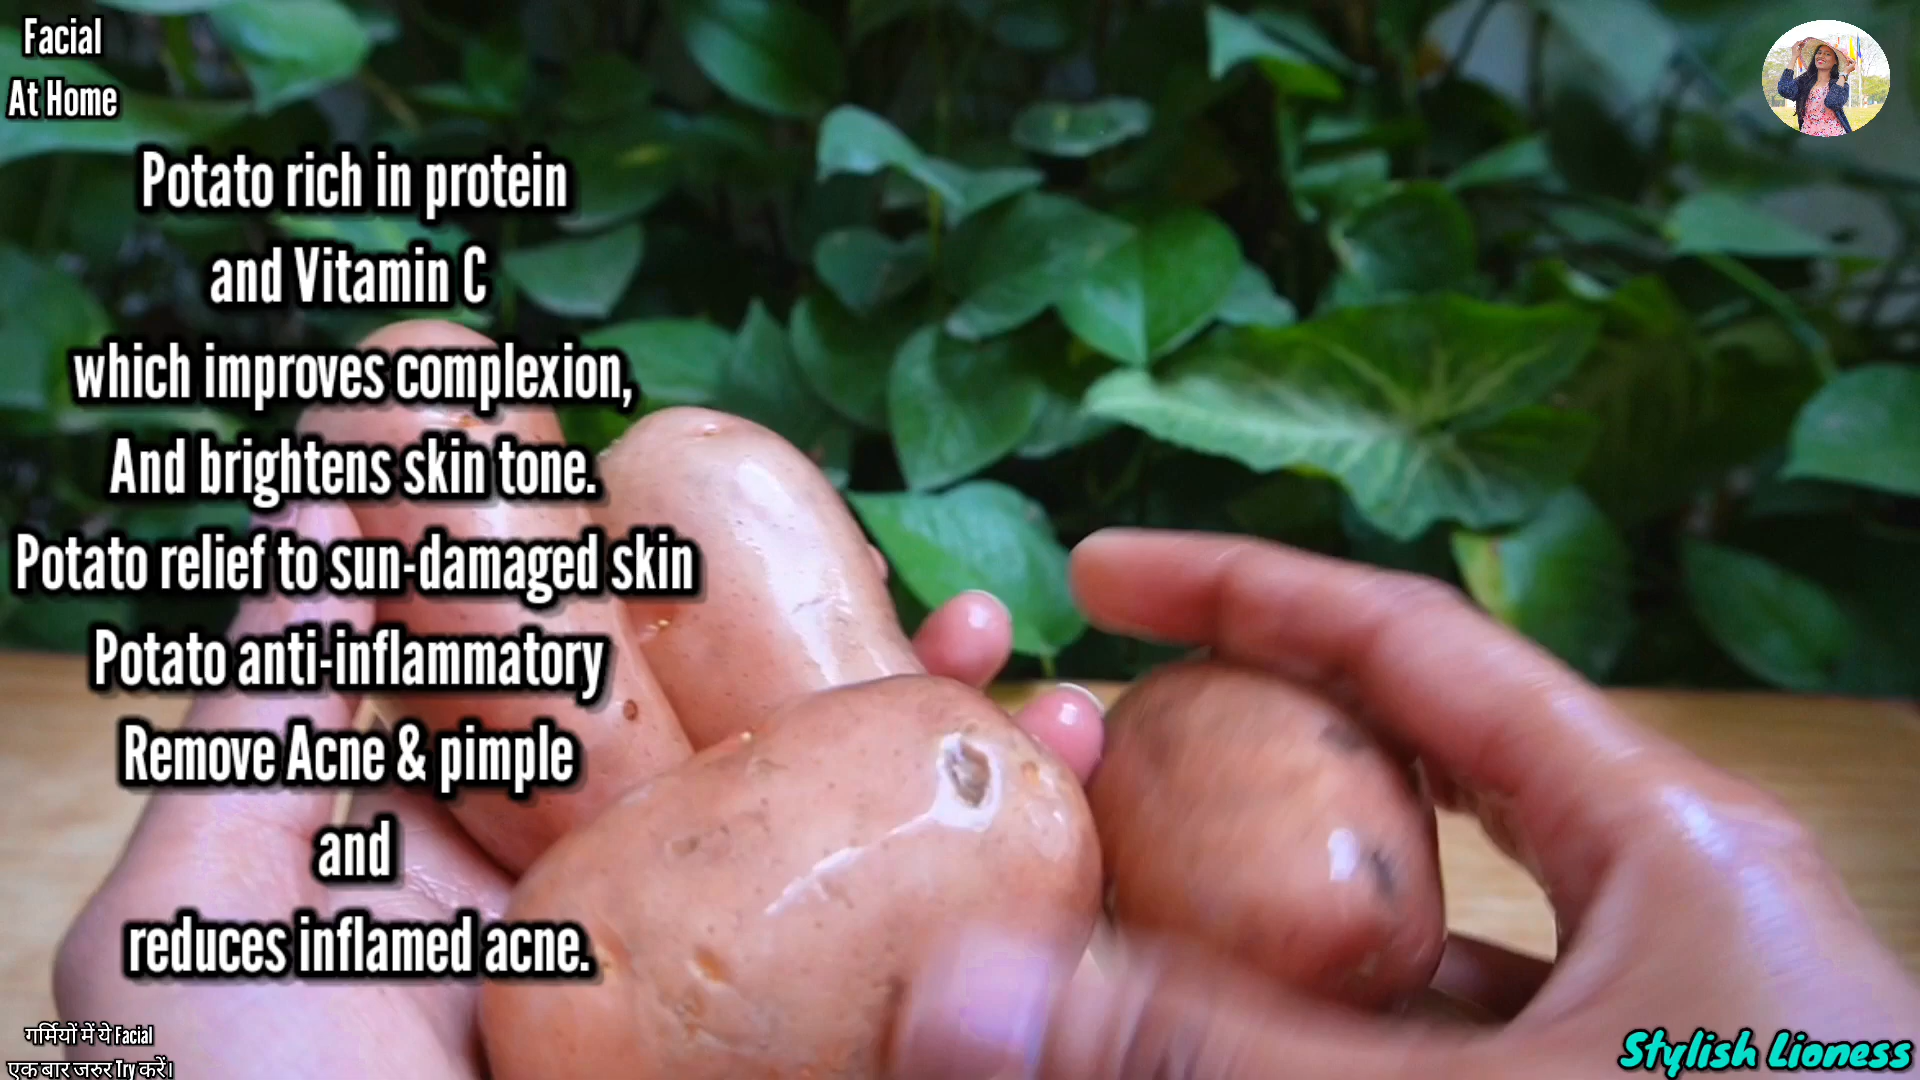 Facial
At Home
Potato rich in protein
and Vitamin C
which improves complexion,
And brightens skin tone.
Potato relief to sun-damaged skin
Potato anti-inflammatory
Remove Acne & pimple
and
reduces inflamed acne.
गर्मियों में ये Facial
एक बार जरुर Try करें।
Stylish Lioness